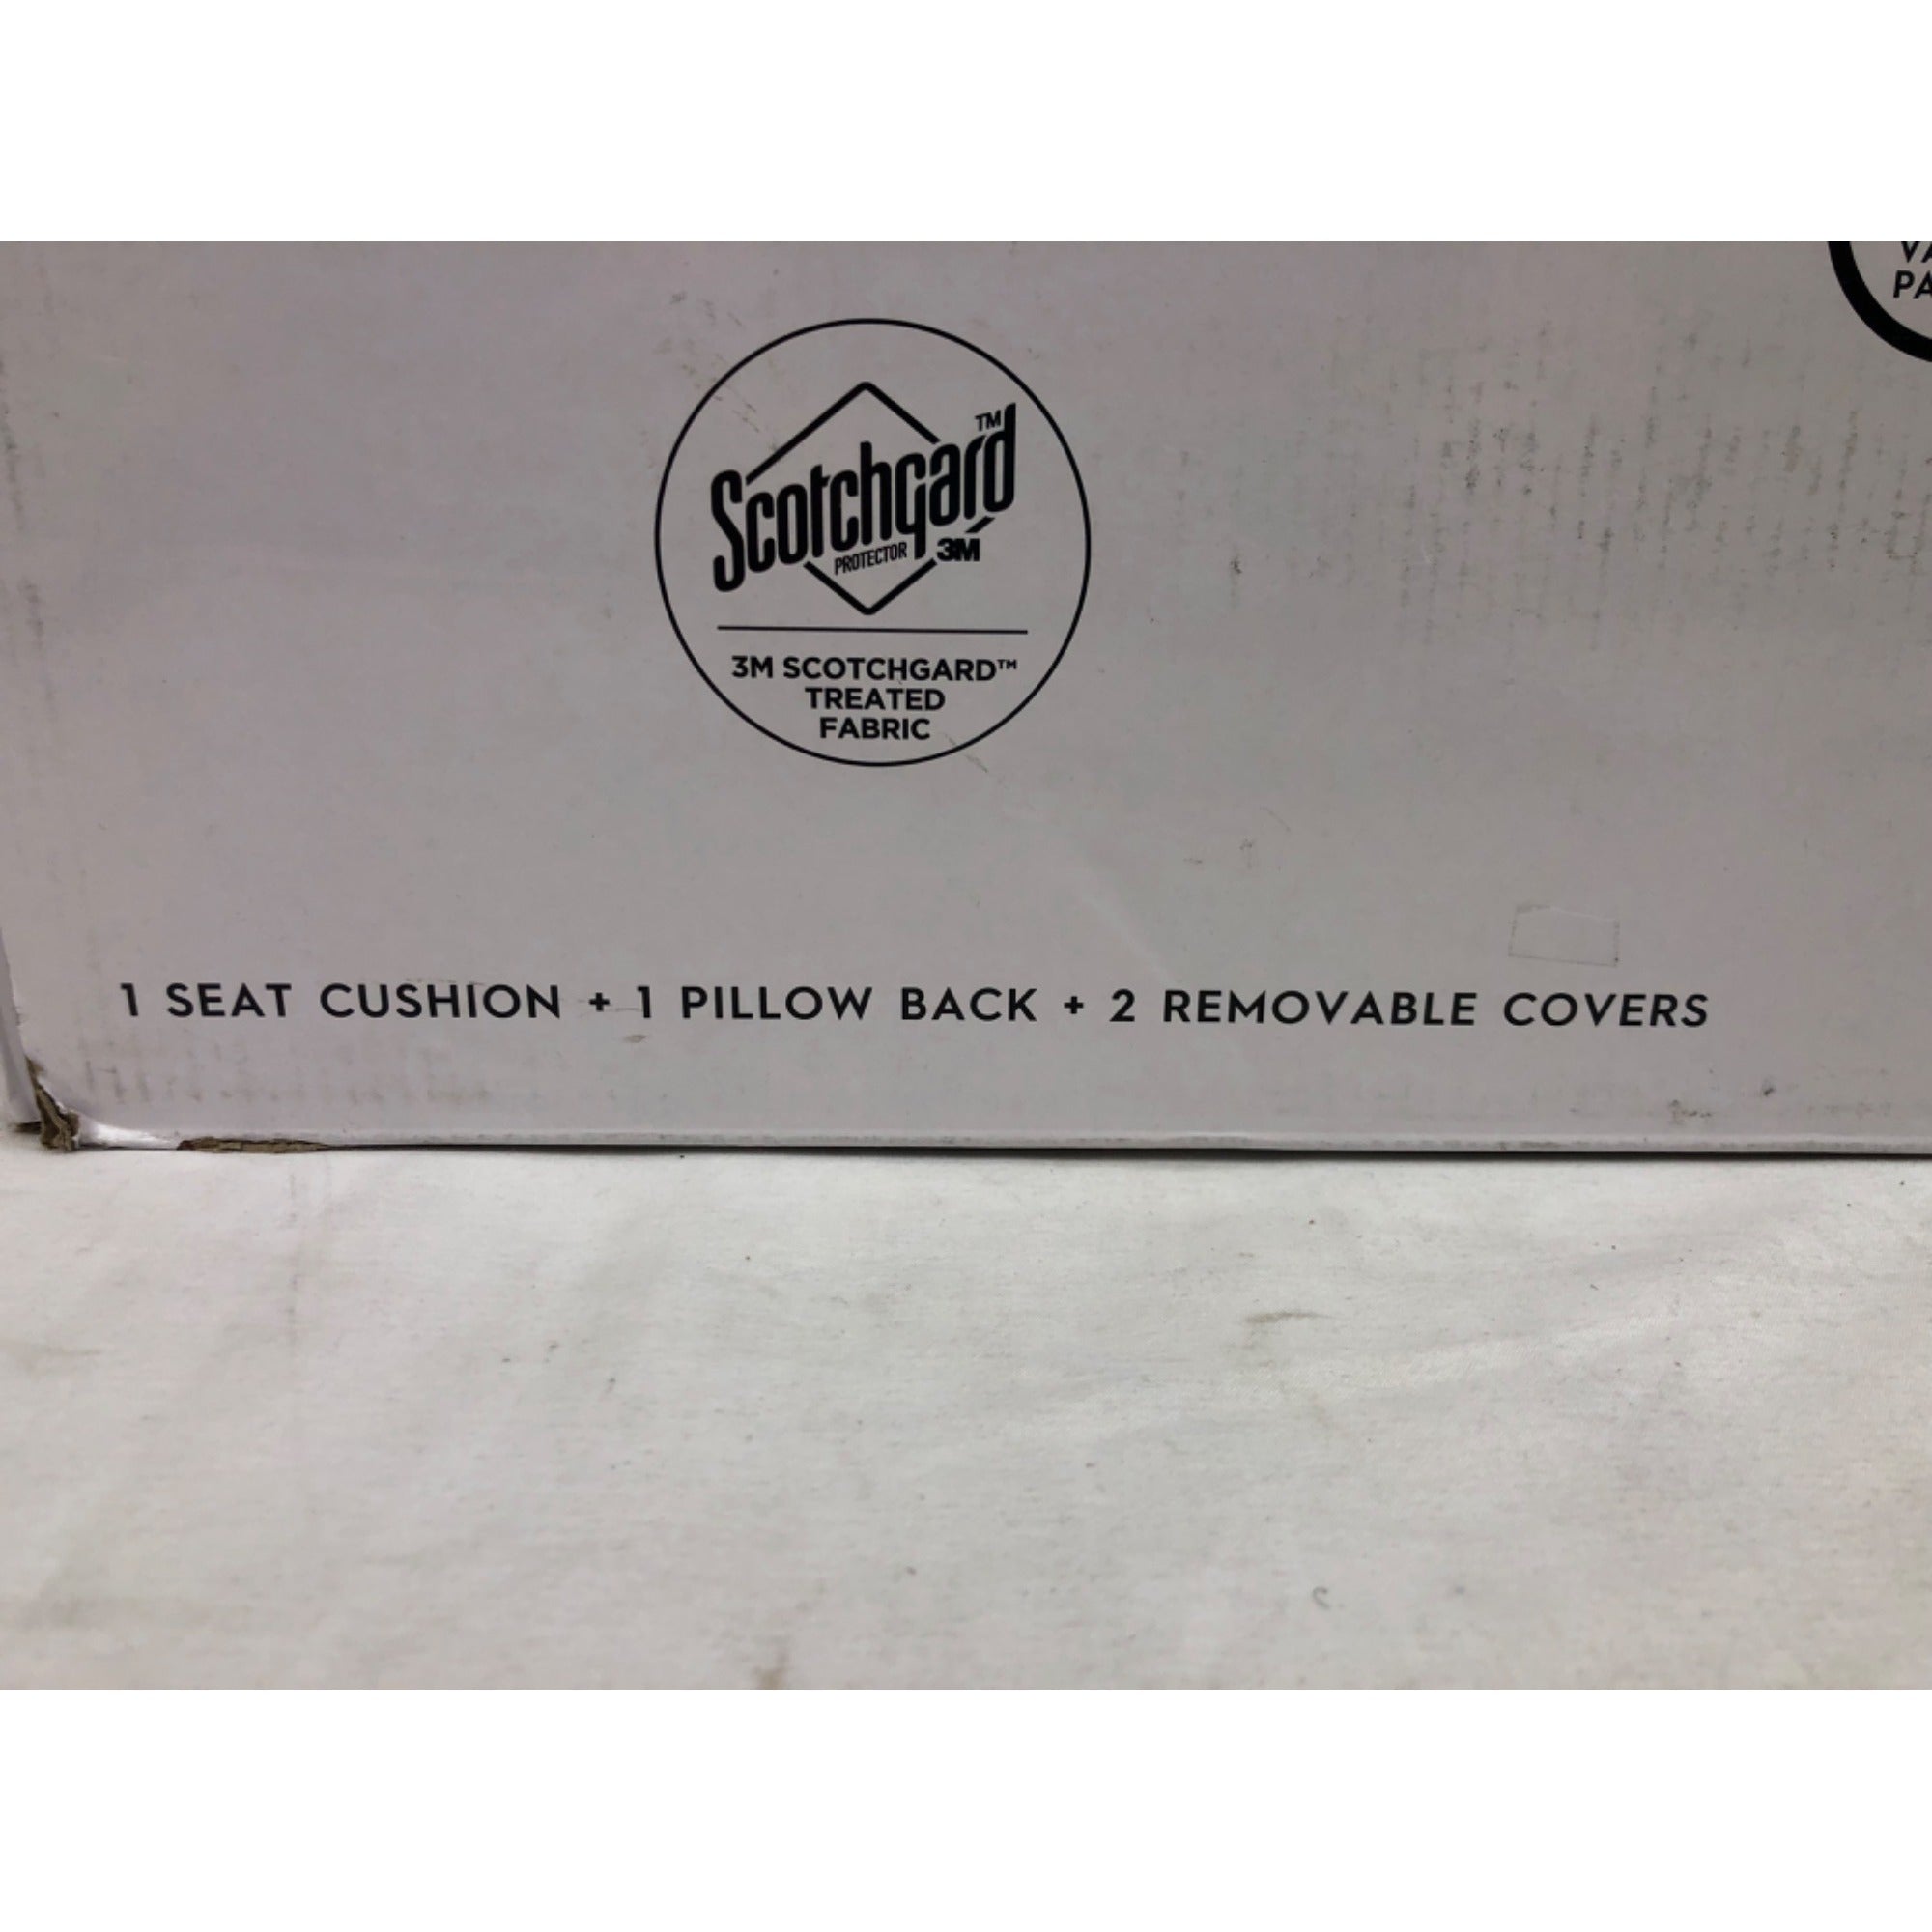 Scotchgard™
PROTECTOR 3M
3M SCOTCHGARD™
TREATED
FABRIC
1 SEAT CUSHION + 1 PILLOW BACK + 2 REMOVABLE COVERS